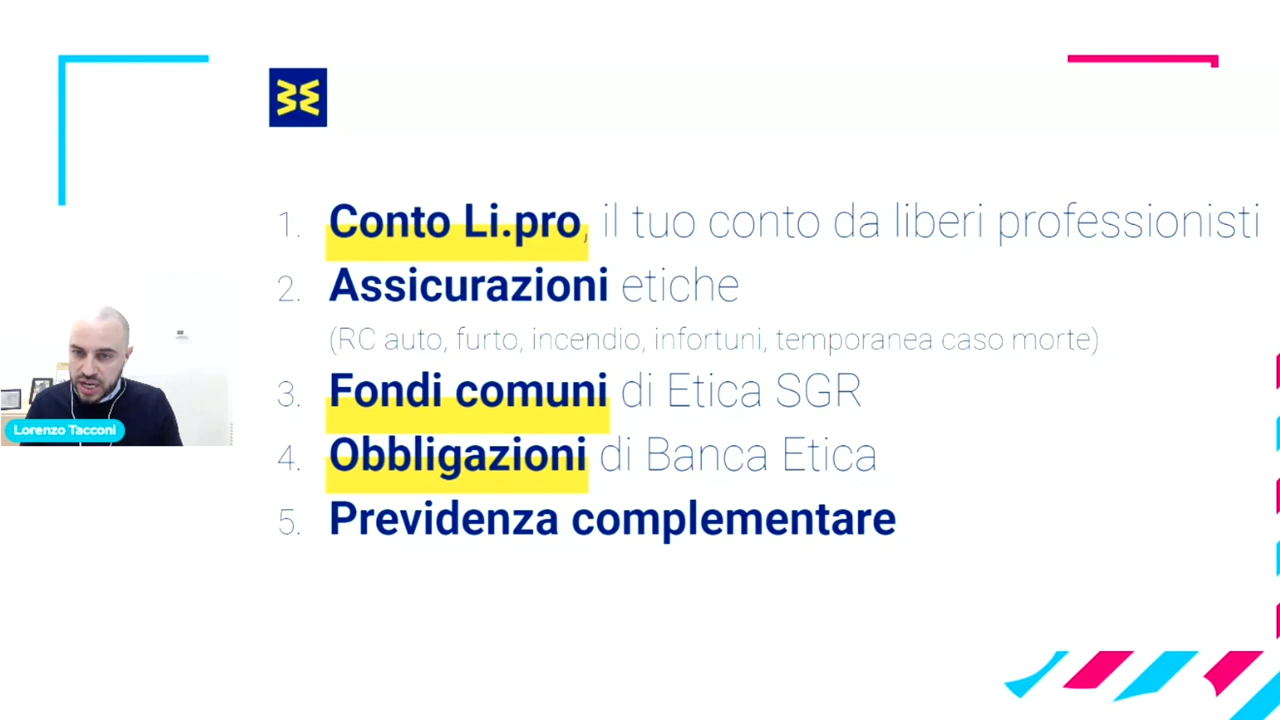 1. Conto Li.pro, il tuo conto da liberi professionisti
2. Assicurazioni etiche
(RC auto, furto, incendio, infortuni, temporanea caso morte)
3. Fondi comuni di Etica SGR
4. Obbligazioni di Banca Etica
5. Previdenza complementare
Lorenzo Tacconi